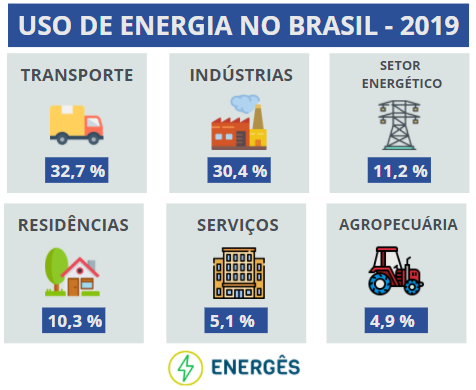 USO DE ENERGIA NO BRASIL - 2019
TRANSPORTE
32,7 %
INDÚSTRIAS
30,4 %
SETOR
ENERGÉTICO
11,2 %
RESIDÊNCIAS
10,3 %
SERVIÇOS
5,1 %
AGROPECUÁRIA
4,9 %
ENERGÊS